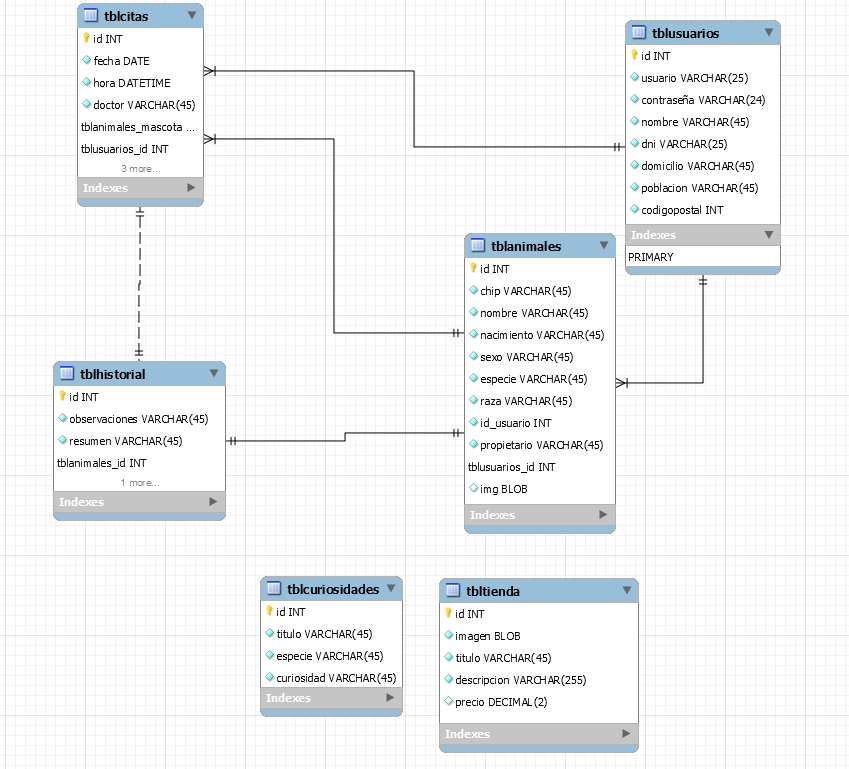 tblcitas
id INT
fecha DATE
hora DATETIME
doctor VARCHAR(45)
tblanimales_mascota ...
tblusuarios_id INT
3 more...
Indexes
tblusuarios
id INT
usuario VARCHAR(25)
contraseña VARCHAR(24)
nombre VARCHAR(45)
dni VARCHAR(25)
domicilio VARCHAR(45)
poblacion VARCHAR(45)
codigopostal INT
Indexes
PRIMARY
tblanimales
id INT
chip VARCHAR(45)
nombre VARCHAR(45)
nacimiento VARCHAR(45)
sexo VARCHAR(45)
especie VARCHAR(45)
raza VARCHAR(45)
id_usuario INT
propietario VARCHAR(45)
tblusuarios_id INT
img BLOB
Indexes
tblhistorial
id INT
observaciones VARCHAR(45)
resumen VARCHAR(45)
tblanimales_id INT
1 more...
Indexes
tblcuriosidades
id INT
titulo VARCHAR(45)
especie VARCHAR(45)
curiosidad VARCHAR(45)
Indexes
tbltienda
id INT
imagen BLOB
titulo VARCHAR(45)
descripcion VARCHAR(255)
precio DECIMAL(2)
Indexes